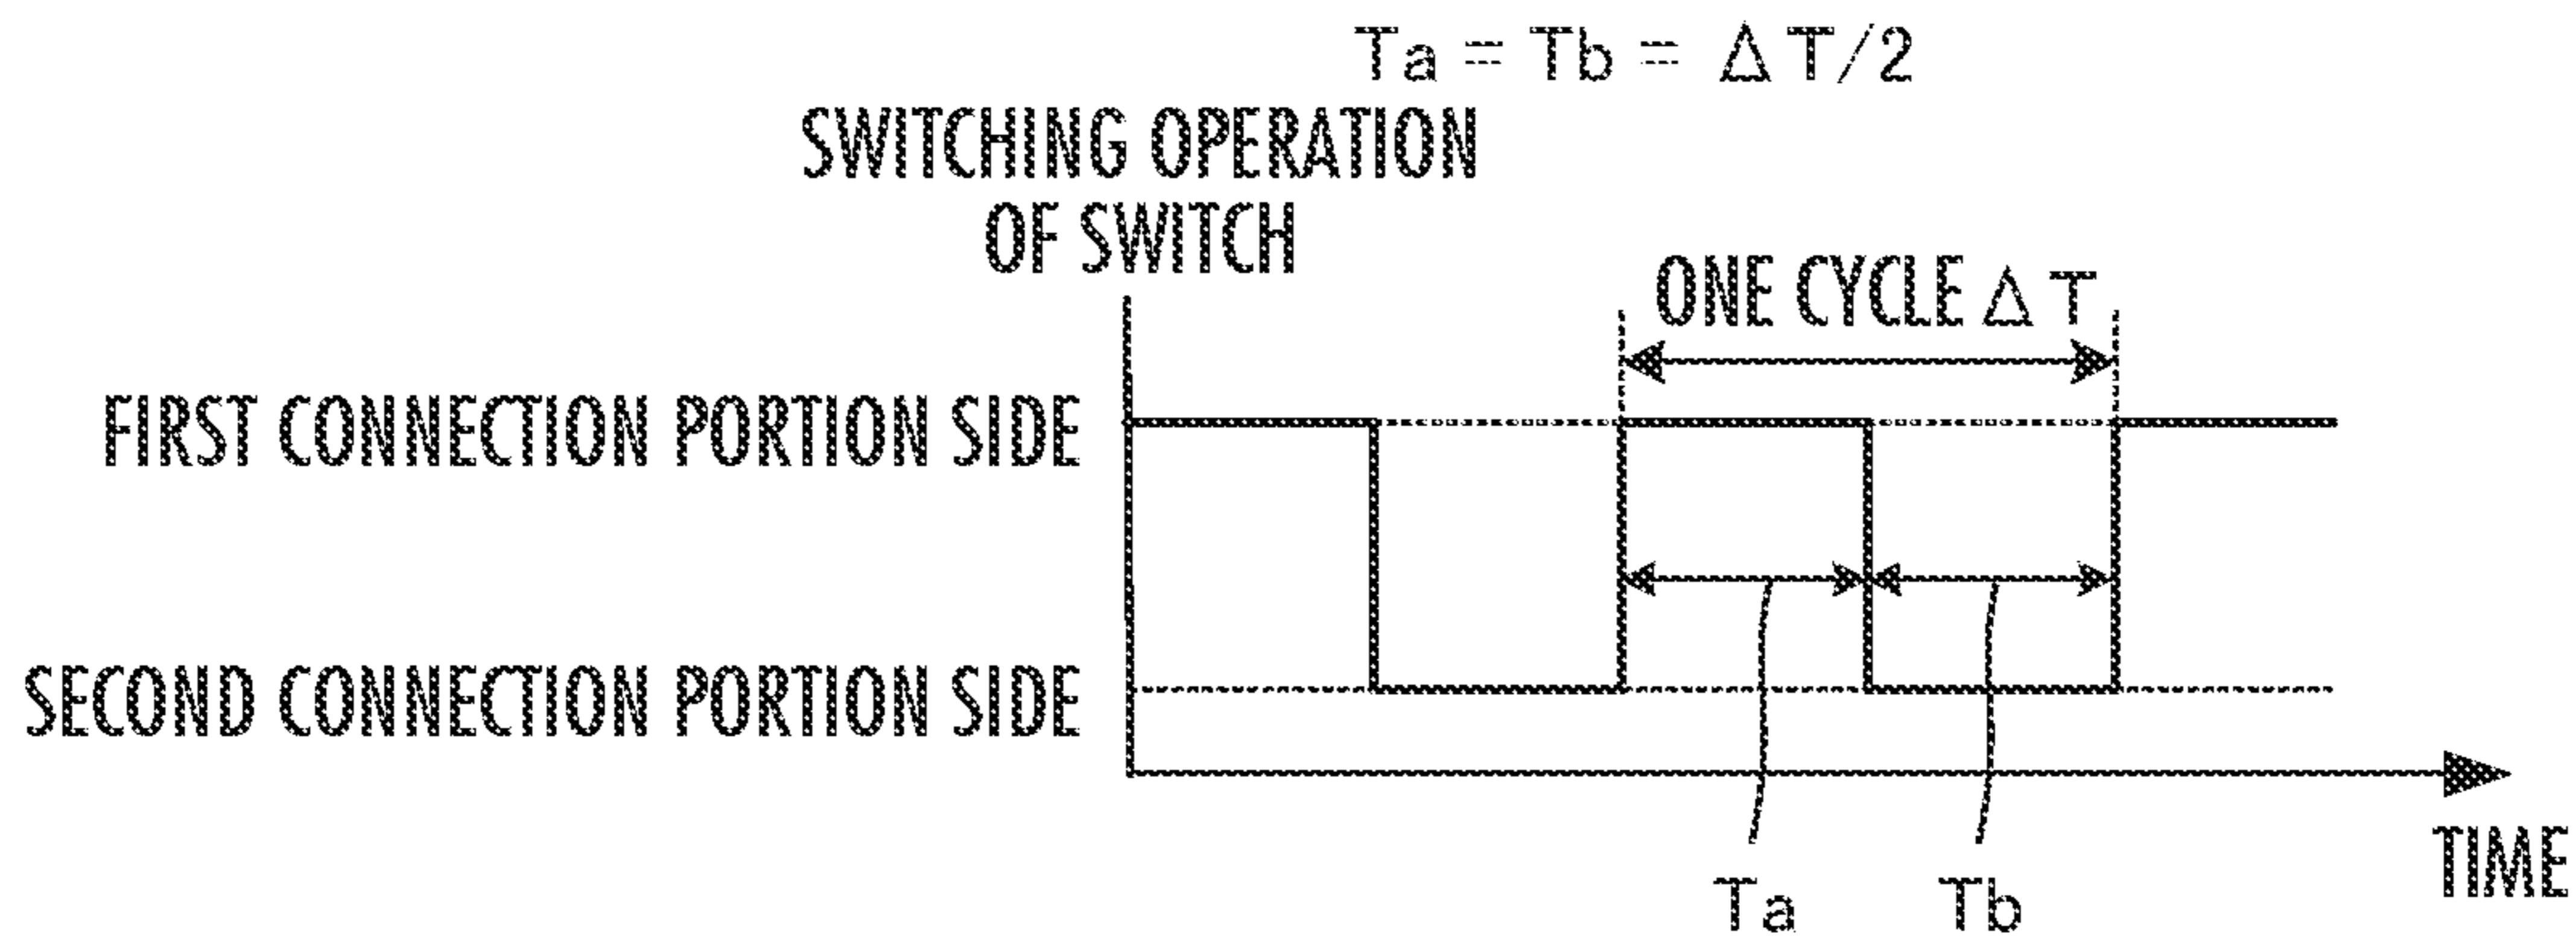 Ta = Tb = ΔT/2
SWITCHING OPERATION
OF SWITCH
ONE CYCLE ΔT
FIRST CONNECTION PORTION SIDE
SECOND CONNECTION PORTION SIDE
TIME
Ta
Tb